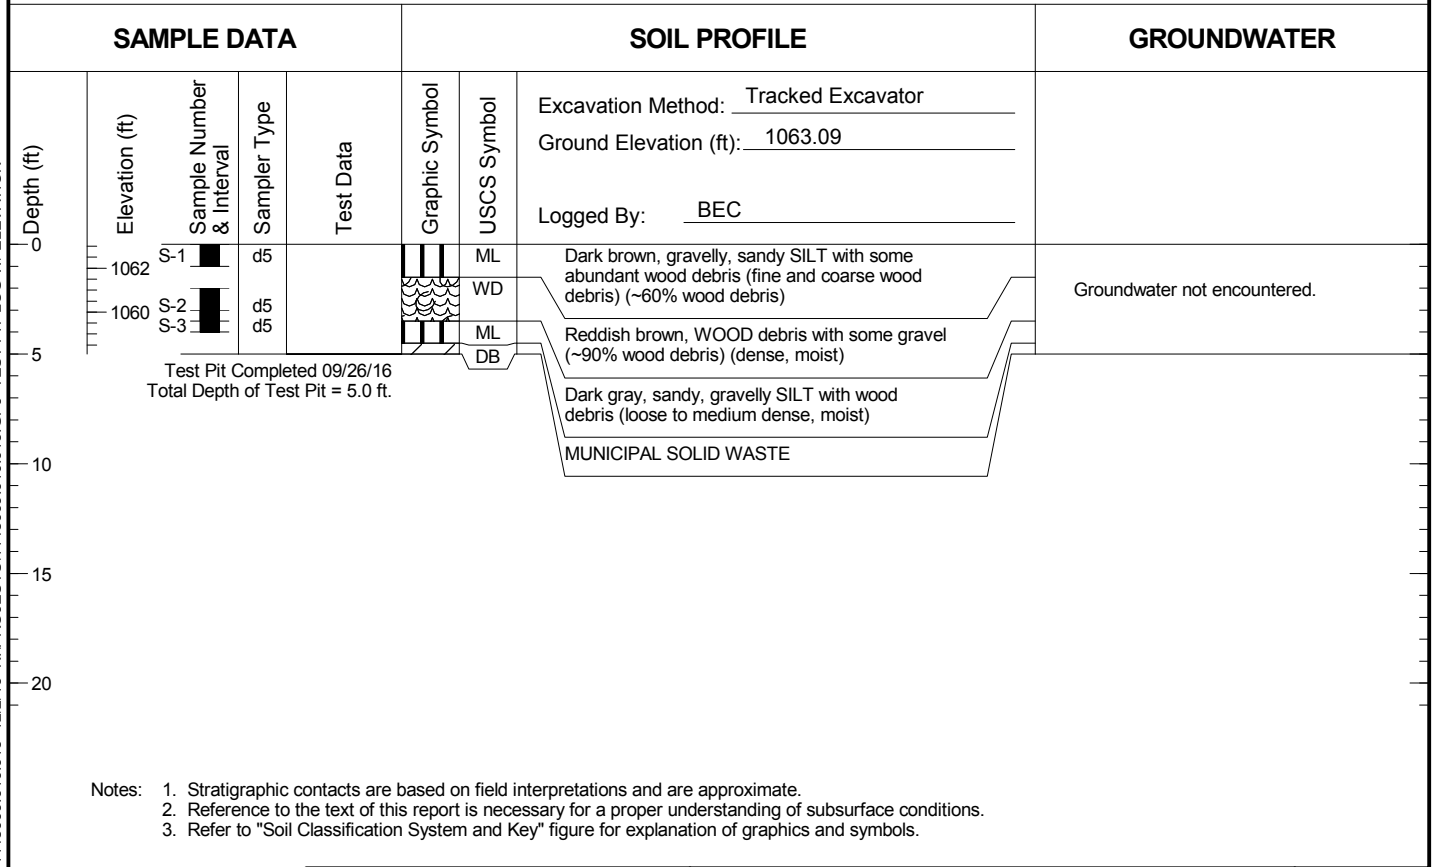 SAMPLE DATA
SOIL PROFILE
GROUNDWATER
Depth (ft)
Elevation (ft)
Sample Number
& Interval
Sampler Type
Test Data
Graphic Symbol
USCS Symbol
Excavation Method: Tracked Excavator
Ground Elevation (ft): 1063.09
Logged By: BEC
0
S-1
d5
1062
S-2
d5
1060
S-3
d5
5
10
15
20
ML
WD
ML
DB
Dark brown, gravelly, sandy SILT with some
abundant wood debris (fine and coarse wood
debris) (~60% wood debris)
Reddish brown, WOOD debris with some gravel
(~90% wood debris) (dense, moist)
Dark gray, sandy, gravelly SILT with wood
debris (loose to medium dense, moist)
MUNICIPAL SOLID WASTE
Groundwater not encountered.
Test Pit Completed 09/26/16
Total Depth of Test Pit = 5.0 ft.
Notes: 1. Stratigraphic contacts are based on field interpretations and are approximate.
2. Reference to the text of this report is necessary for a proper understanding of subsurface conditions.
3. Refer to "Soil Classification System and Key" figure for explanation of graphics and symbols.